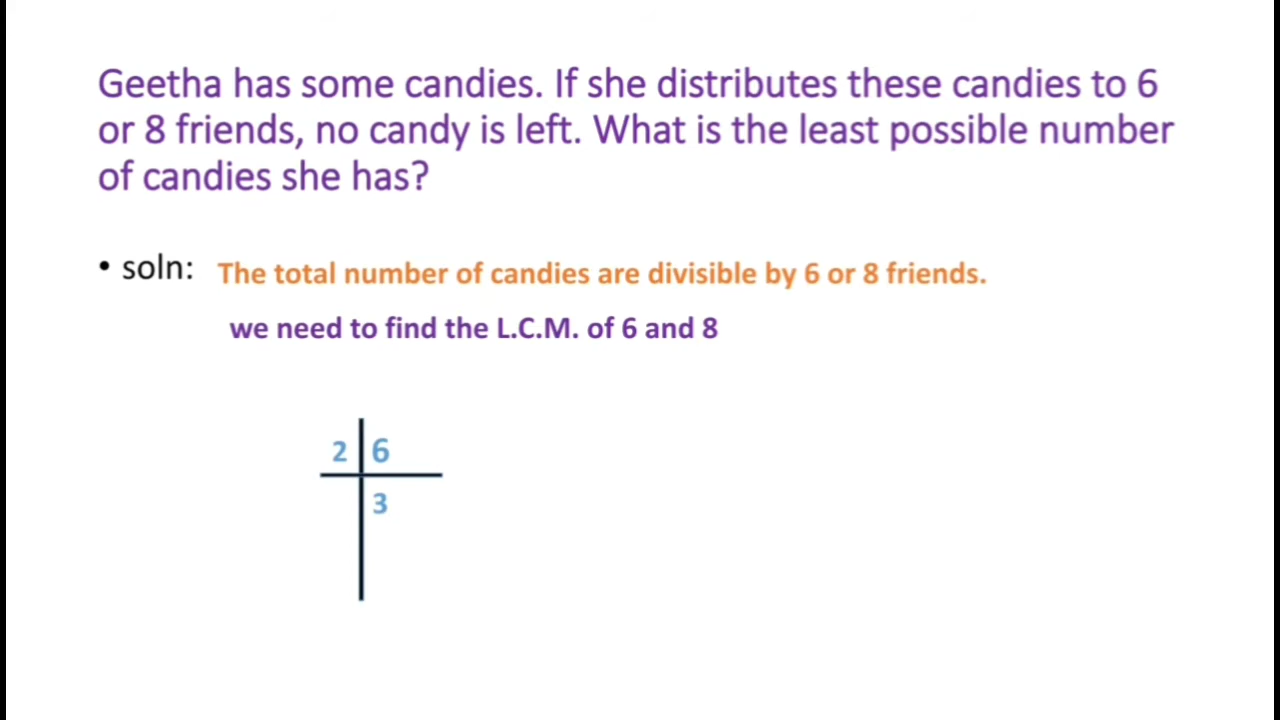 Geetha has some candies. If she distributes these candies to 6
or 8 friends, no candy is left. What is the least possible number
of candies she has?
• soln: The total number of candies are divisible by 6 or 8 friends.
we need to find the L.C.M. of 6 and 8
2 6
3